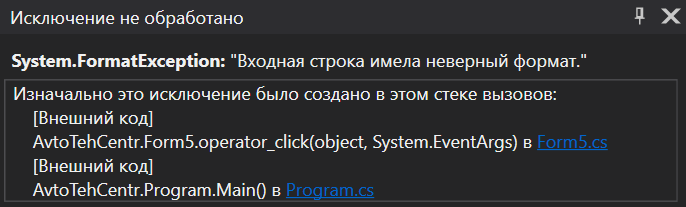 Исключение не обработано
System.FormatException: "Входная строка имела неверный формат."
Изначально это исключение было создано в этом стеке вызовов:
[Внешний код]
AvtoTehCentr.Form5.operator_click(object, System.EventArgs) в Form5.cs
[Внешний код]
AvtoTehCentr.Program.Main() в Program.cs